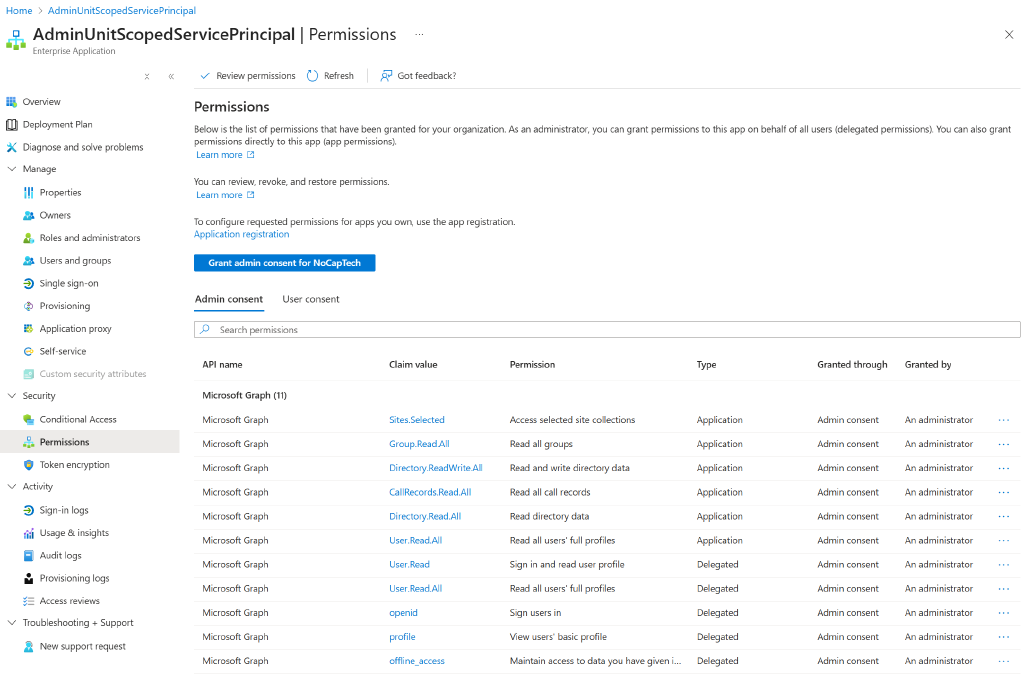 Home > AdminUnitScopedServicePrincipal
AdminUnitScopedServicePrincipal | Permissions ...
Enterprise Application
Review permissions Refresh Got feedback?
Overview
Deployment Plan
Diagnose and solve problems
Manage
Properties
Owners
Roles and administrators
Users and groups
Single sign-on
Provisioning
Application proxy
Self-service
Custom security attributes
Security
Conditional Access
Permissions
Token encryption
Activity
Sign-in logs
Usage & insights
Audit logs
Provisioning logs
Access reviews
Troubleshooting + Support
New support request
Permissions
Below is the list of permissions that have been granted for your organization. As an administrator, you can grant permissions to this app on behalf of all users (delegated permissions). You can also grant
permissions directly to this app (app permissions).
Learn more
You can review, revoke, and restore permissions.
Learn more
To configure requested permissions for apps you own, use the app registration.
Application registration
Grant admin consent for NoCapTech
Admin consent User consent
Search permissions
API name Claim value Permission Type Granted through Granted by
Microsoft Graph (11)
Microsoft Graph Sites.Selected Access selected site collections Application Admin consent An administrator ...
Microsoft Graph Group.Read.All Read all groups Application Admin consent An administrator ...
Microsoft Graph Directory.ReadWrite.All Read and write directory data Application Admin consent An administrator ...
Microsoft Graph CallRecords.Read.All Read all call records Application Admin consent An administrator ...
Microsoft Graph Directory.Read.All Read directory data Application Admin consent An administrator ...
Microsoft Graph User.Read.All Read all users' full profiles Application Admin consent An administrator ...
Microsoft Graph User.Read Sign in and read user profile Delegated Admin consent An administrator ...
Microsoft Graph User.Read.All Read all users' full profiles Delegated Admin consent An administrator ...
Microsoft Graph openid Sign users in Delegated Admin consent An administrator ...
Microsoft Graph profile View users' basic profile Delegated Admin consent An administrator ...
Microsoft Graph offline_access Maintain access to data you have given i... Delegated Admin consent An administrator ...